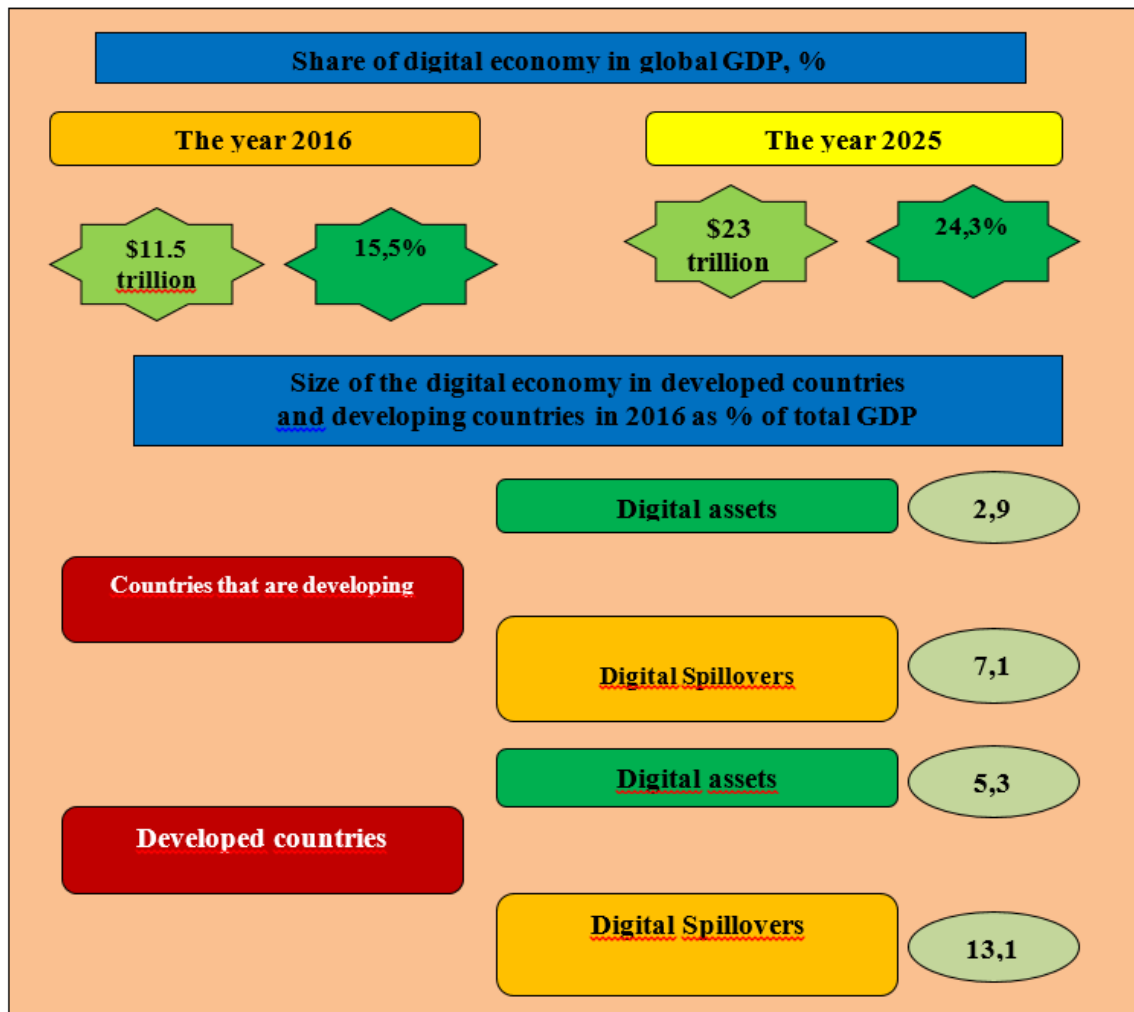 Share of digital economy in global GDP, %
The year 2016
The year 2025
$11.5
trillion
15,5%
$23
trillion
24,3%
Size of the digital economy in developed countries
and developing countries in 2016 as % of total GDP
Digital assets
2,9
Countries that are developing
Digital Spillovers
7,1
Digital assets
5,3
Developed countries
Digital Spillovers
13,1